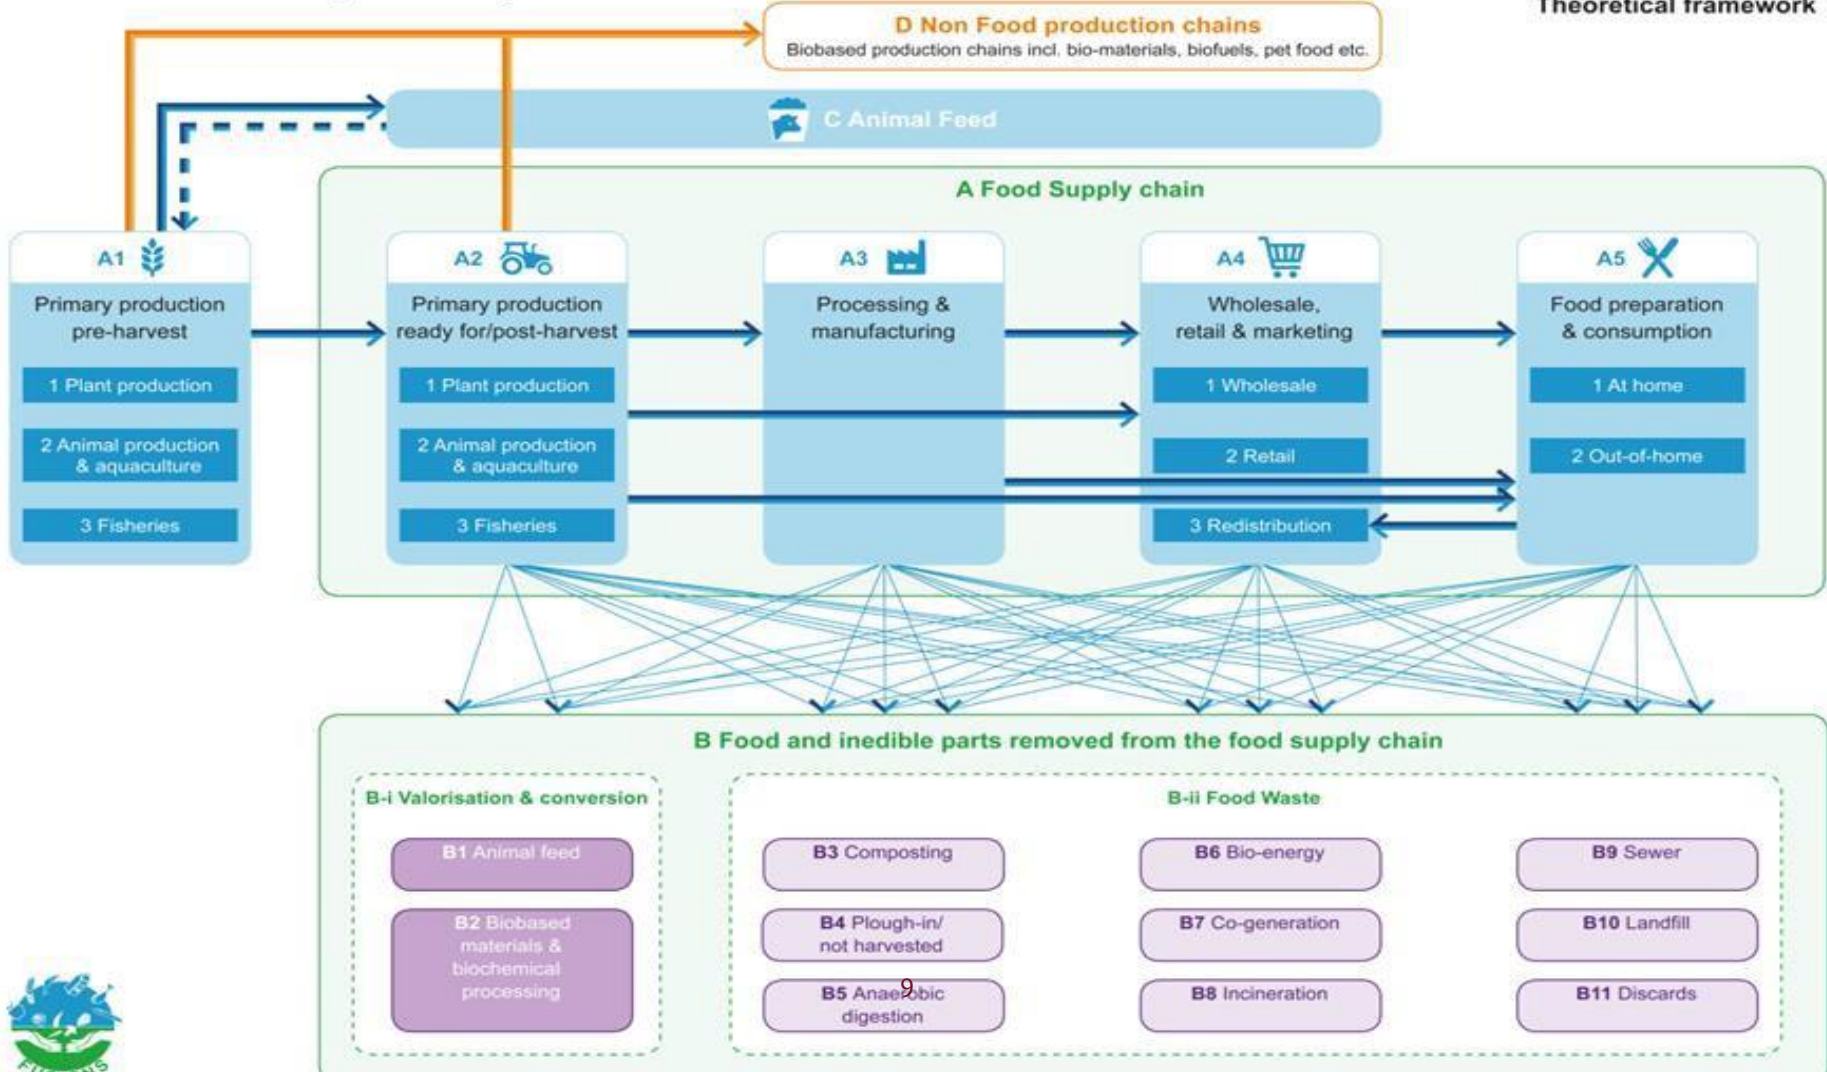 Theoretical framework
D Non Food production chains
Biobased production chains incl. bio-materials, biofuels, pet food etc.
C Animal Feed
A Food Supply chain
A1
Primary production
pre-harvest
1 Plant production
2 Animal production
& aquaculture
3 Fisheries
A2
Primary production
ready for/post-harvest
1 Plant production
2 Animal production
& aquaculture
3 Fisheries
A3
Processing &
manufacturing
A4
Wholesale,
retail & marketing
1 Wholesale
2 Retail
3 Redistribution
A5
Food preparation
& consumption
1 At home
2 Out-of-home
B Food and inedible parts removed from the food supply chain
B-i Valorisation & conversion
B1 Animal feed
B2 Biobased
materials &
biochemical
processing
B-ii Food Waste
B3 Composting
B4 Plough-in/
not harvested
B5 Anaerobic
digestion
9
B6 Bio-energy
B7 Co-generation
B8 Incineration
B9 Sewer
B10 Landfill
B11 Discards